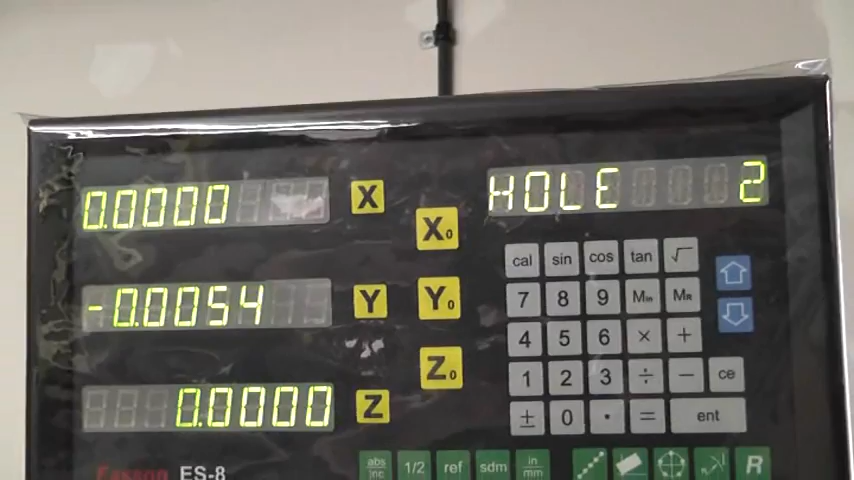 0.0000 X HOLE 2
X₀
cal sin cos tan √
-0.0054 Y Y₀ 7 8 9 Min MR
4 5 6 × +
Z₀
1 2 3 ÷ − ce
0.0000 Z ± 0 · = ent
Easson ES-8
abs/inc 1/2 ref sdm in/mm R